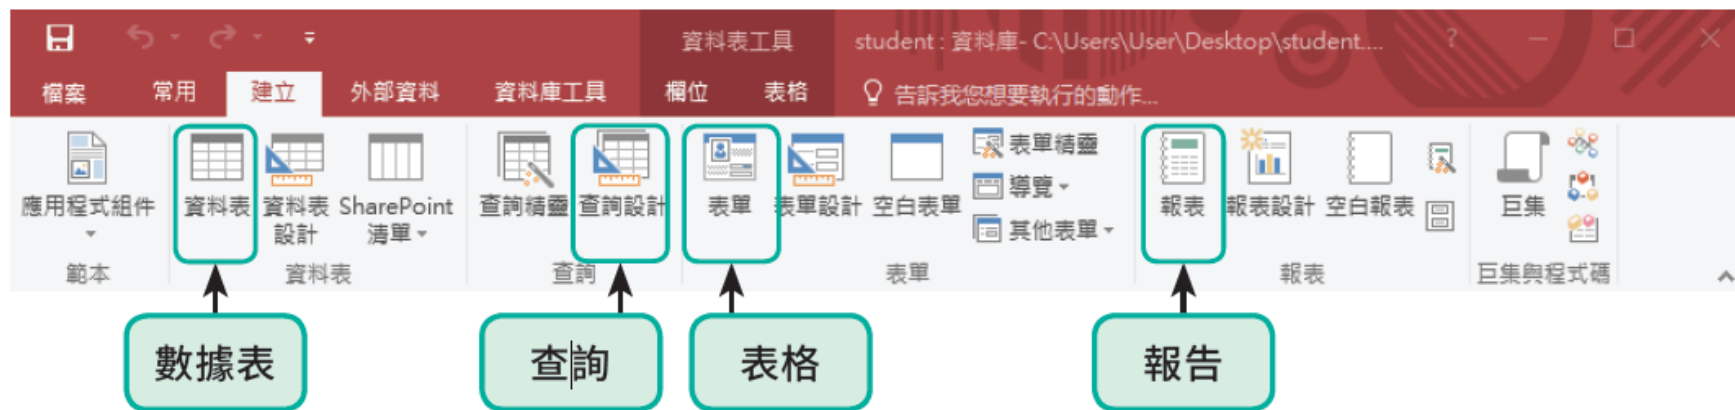 資料表工具 student : 資料庫- C:\Users\User\Desktop\student.... ?
檔案 常用 建立 外部資料 資料庫工具 欄位 表格 告訴我您想要執行的動作...
應用程式組件
資料表
資料表
設計
SharePoint
清單
查詢精靈
查詢設計
表單
表單設計
空白表單
表單精靈
導覽
其他表單
報表
報表設計
空白報表
巨集
範本 資料表 查詢 表單 報表 巨集與程式碼
數據表 查詢 表格 報告